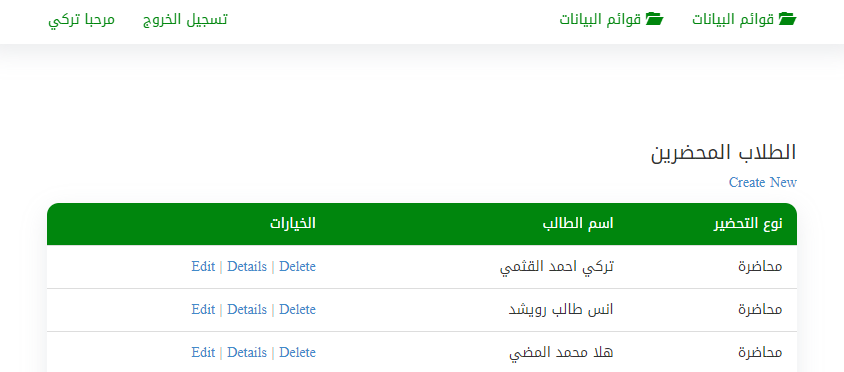 قوائم البيانات قوائم البيانات تسجيل الخروج مرحبا تركي
الطلاب المحضرين
Create New
نوع التحضير اسم الطالب الخيارات
محاضرة تركي احمد القثمي Edit | Details | Delete
محاضرة انس طالب رويشد Edit | Details | Delete
محاضرة هلا محمد المضي Edit | Details | Delete